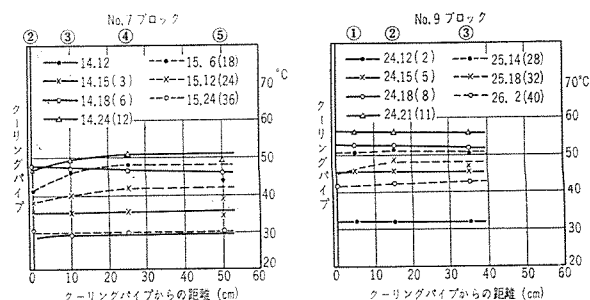 No.7 ブロック
② ③ ④ ⑤
14.12
14.15(3)
14.18(6)
14.24(12)
15. 6(18)
15.12(24)
15.24(36)
70℃
60
50
40
30
20
クーリングパイプ
0 10 20 30 40 50 60
クーリングパイプからの距離 (cm)
No.9 ブロック
① ② ③
24.12(2)
24.15(5)
24.18(8)
24.21(11)
25.14(28)
25.18(32)
26. 2(40)
70℃
60
50
40
30
20
クーリングパイプ
0 10 20 30 40 50 60
クーリングパイプからの距離 (cm)